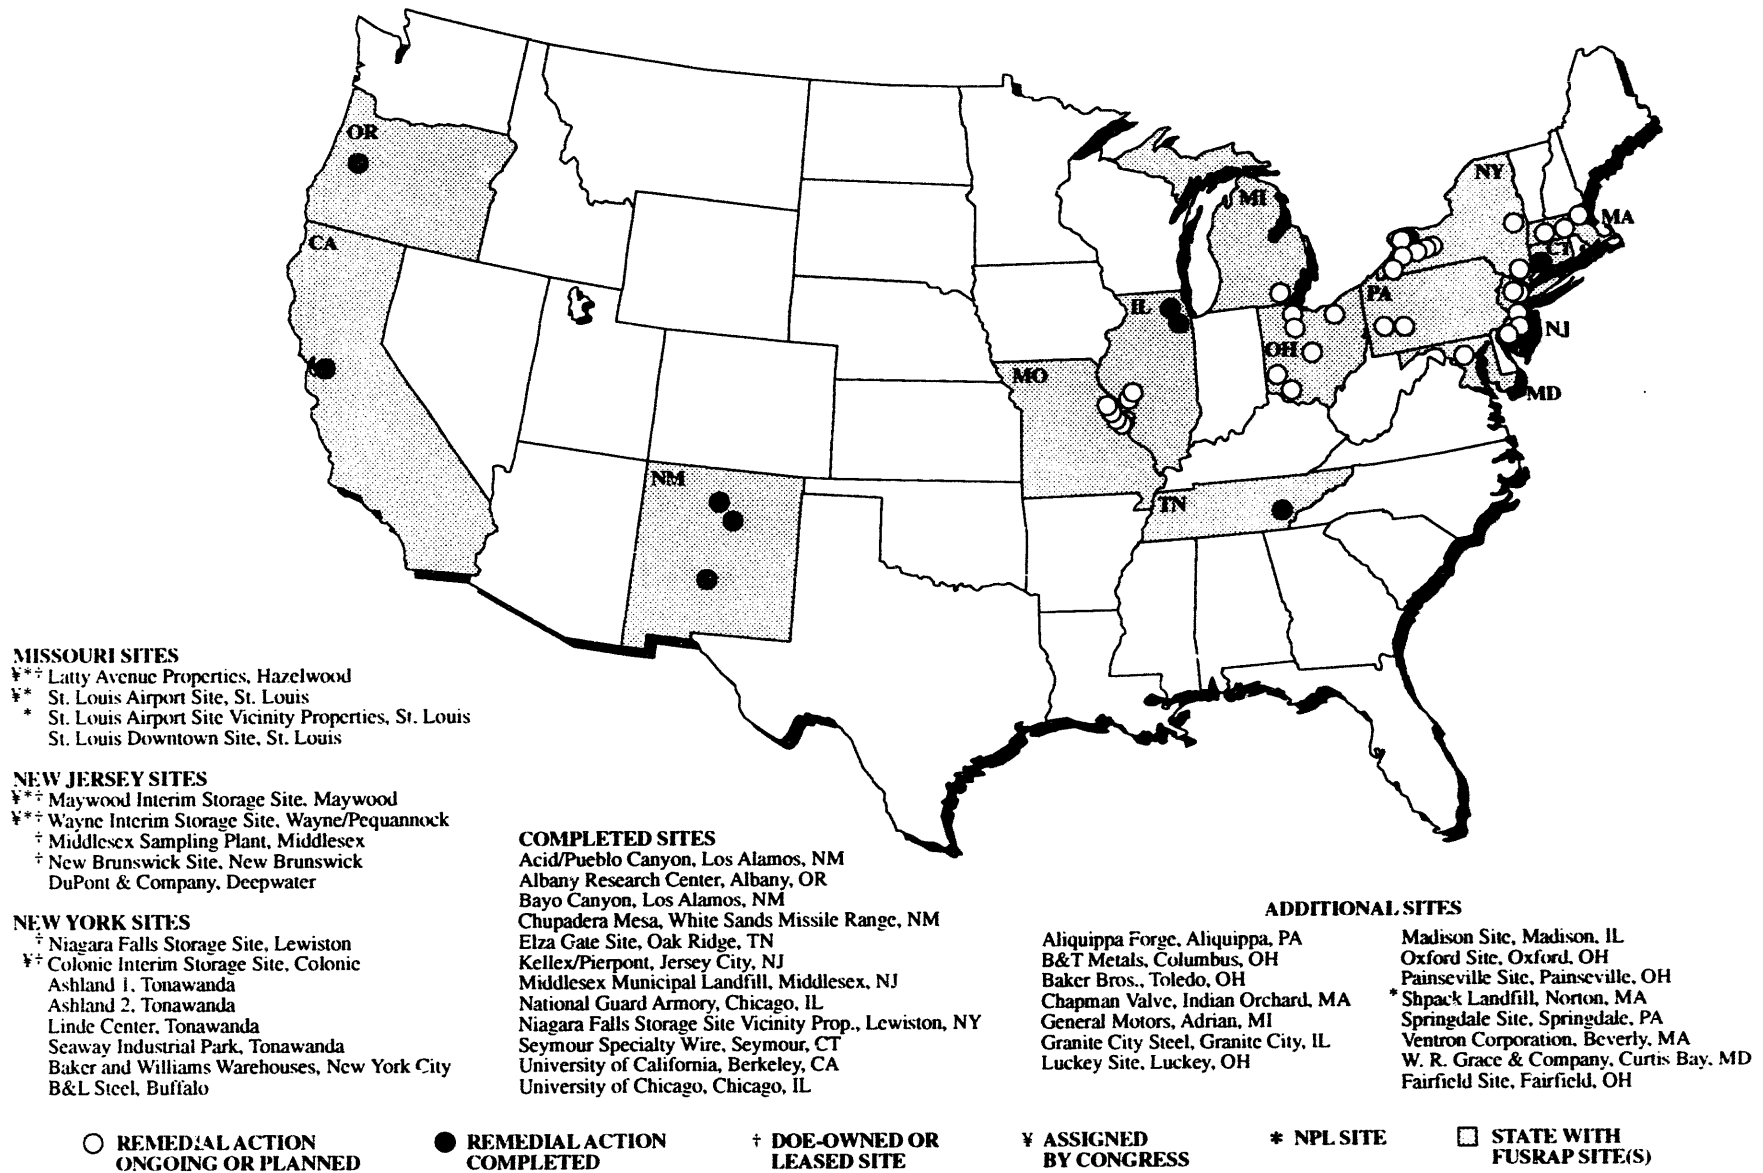 OR
CA
NM
MO
IL
MI
OH
TN
NY
PA
MA
CT
NJ
MD
MISSOURI SITES
¥*† Latty Avenue Properties, Hazelwood
¥* St. Louis Airport Site, St. Louis
* St. Louis Airport Site Vicinity Properties, St. Louis
St. Louis Downtown Site, St. Louis
NEW JERSEY SITES
¥*† Maywood Interim Storage Site, Maywood
¥*† Wayne Interim Storage Site, Wayne/Pequannock
† Middlesex Sampling Plant, Middlesex
† New Brunswick Site, New Brunswick
DuPont & Company, Deepwater
NEW YORK SITES
† Niagara Falls Storage Site, Lewiston
¥† Colonie Interim Storage Site, Colonie
Ashland 1, Tonawanda
Ashland 2, Tonawanda
Linde Center, Tonawanda
Seaway Industrial Park, Tonawanda
Baker and Williams Warehouses, New York City
B&L Steel, Buffalo
COMPLETED SITES
Acid/Pueblo Canyon, Los Alamos, NM
Albany Research Center, Albany, OR
Bayo Canyon, Los Alamos, NM
Chupadera Mesa, White Sands Missile Range, NM
Elza Gate Site, Oak Ridge, TN
Kellex/Pierpont, Jersey City, NJ
Middlesex Municipal Landfill, Middlesex, NJ
National Guard Armory, Chicago, IL
Niagara Falls Storage Site Vicinity Prop., Lewiston, NY
Seymour Specialty Wire, Seymour, CT
University of California, Berkeley, CA
University of Chicago, Chicago, IL
ADDITIONAL SITES
Aliquippa Forge, Aliquippa, PA
B&T Metals, Columbus, OH
Baker Bros., Toledo, OH
Chapman Valve, Indian Orchard, MA
General Motors, Adrian, MI
Granite City Steel, Granite City, IL
Luckey Site, Luckey, OH
Madison Site, Madison, IL
Oxford Site, Oxford, OH
Painseville Site, Painseville, OH
* Shpack Landfill, Norton, MA
Springdale Site, Springdale, PA
Ventron Corporation, Beverly, MA
W. R. Grace & Company, Curtis Bay, MD
Fairfield Site, Fairfield, OH
REMEDIAL ACTION
ONGOING OR PLANNED
REMEDIAL ACTION
COMPLETED
† DOE-OWNED OR
LEASED SITE
¥ ASSIGNED
BY CONGRESS
* NPL SITE
STATE WITH
FUSRAP SITE(S)